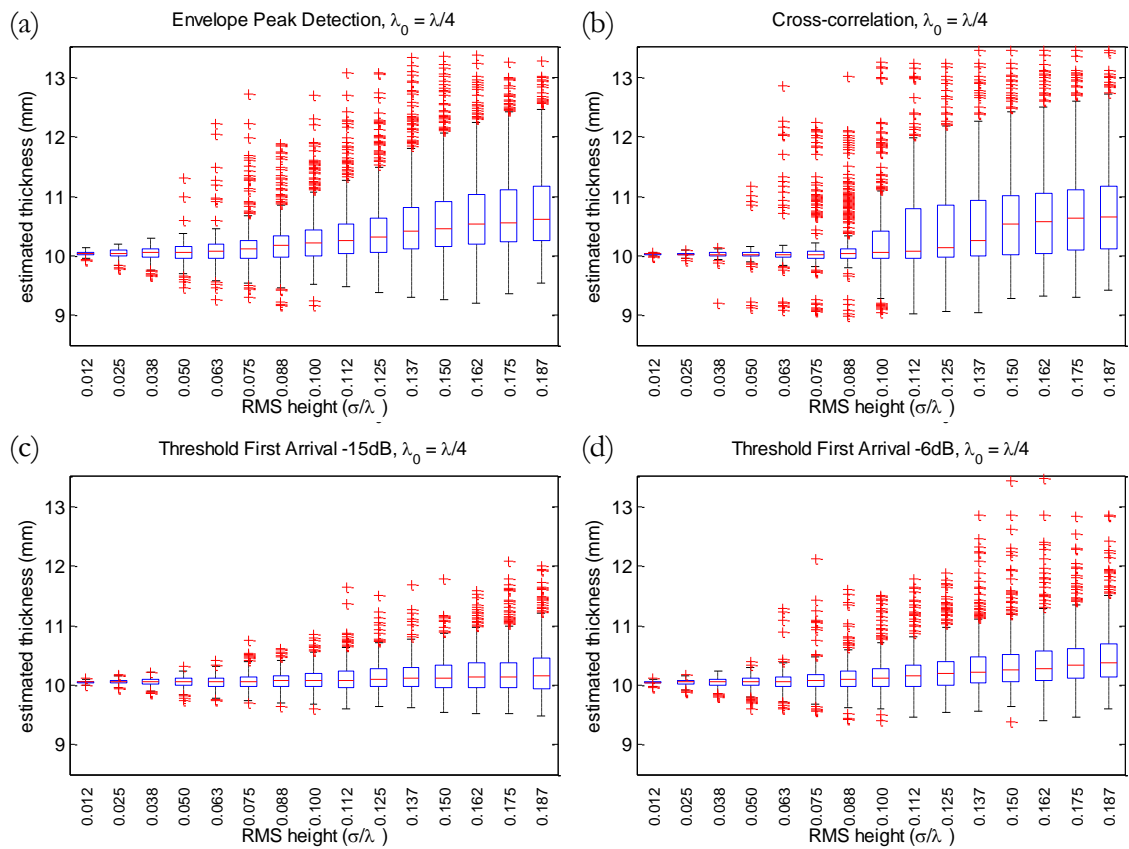 (a)
Envelope Peak Detection, λ0 = λ/4
estimated thickness (mm)
13
12
11
10
9
0.012 0.025 0.038 0.050 0.063 0.075 0.088 0.100 0.112 0.125 0.137 0.150 0.162 0.175 0.187
RMS height (σ/λ
(b)
Cross-correlation, λ0 = λ/4
estimated thickness (mm)
13
12
11
10
9
0.012 0.025 0.038 0.050 0.063 0.075 0.088 0.100 0.112 0.125 0.137 0.150 0.162 0.175 0.187
RMS height (σ/λ
(c)
Threshold First Arrival -15dB, λ0 = λ/4
estimated thickness (mm)
13
12
11
10
9
0.012 0.025 0.038 0.050 0.063 0.075 0.088 0.100 0.112 0.125 0.137 0.150 0.162 0.175 0.187
RMS height (σ/λ)
(d)
Threshold First Arrival -6dB, λ0 = λ/4
estimated thickness (mm)
13
12
11
10
9
0.012 0.025 0.038 0.050 0.063 0.075 0.088 0.100 0.112 0.125 0.137 0.150 0.162 0.175 0.187
RMS height (σ/λ)